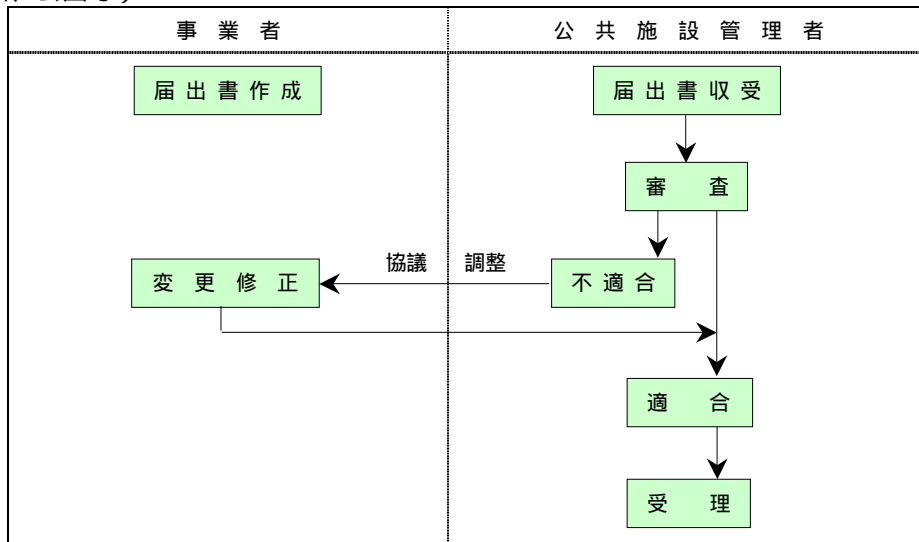 事業者
公共施設管理者
届出書作成
届出書収受
審査
協議
調整
変更修正
不適合
適合
受理